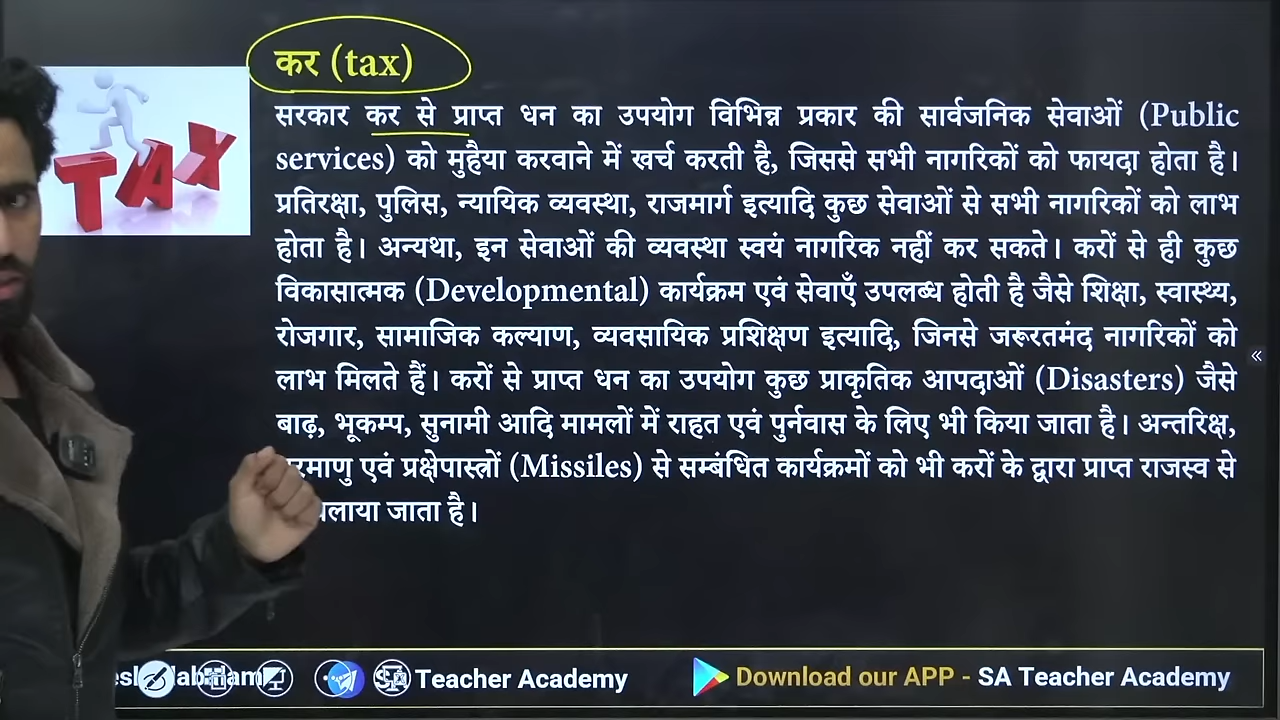 कर (tax)
TAX
सरकार कर से प्राप्त धन का उपयोग विभिन्न प्रकार की सार्वजनिक सेवाओं (Public
services) को मुहैया करवाने में खर्च करती है, जिससे सभी नागरिकों को फायदा होता है।
प्रतिरक्षा, पुलिस, न्यायिक व्यवस्था, राजमार्ग इत्यादि कुछ सेवाओं से सभी नागरिकों को लाभ
होता है। अन्यथा, इन सेवाओं की व्यवस्था स्वयं नागरिक नहीं कर सकते। करों से ही कुछ
विकासात्मक (Developmental) कार्यक्रम एवं सेवाएँ उपलब्ध होती है जैसे शिक्षा, स्वास्थ्य,
रोजगार, सामाजिक कल्याण, व्यवसायिक प्रशिक्षण इत्यादि, जिनसे जरूरतमंद नागरिकों को
लाभ मिलते हैं। करों से प्राप्त धन का उपयोग कुछ प्राकृतिक आपदाओं (Disasters) जैसे
बाढ़, भूकम्प, सुनामी आदि मामलों में राहत एवं पुर्नवास के लिए भी किया जाता है। अन्तरिक्ष,
एवं प्रक्षेपास्त्रों (Missiles) से सम्बंधित कार्यक्रमों को भी करों के द्वारा प्राप्त राजस्व से
जाता है।
Teacher Academy
Download our APP - SA Teacher Academy